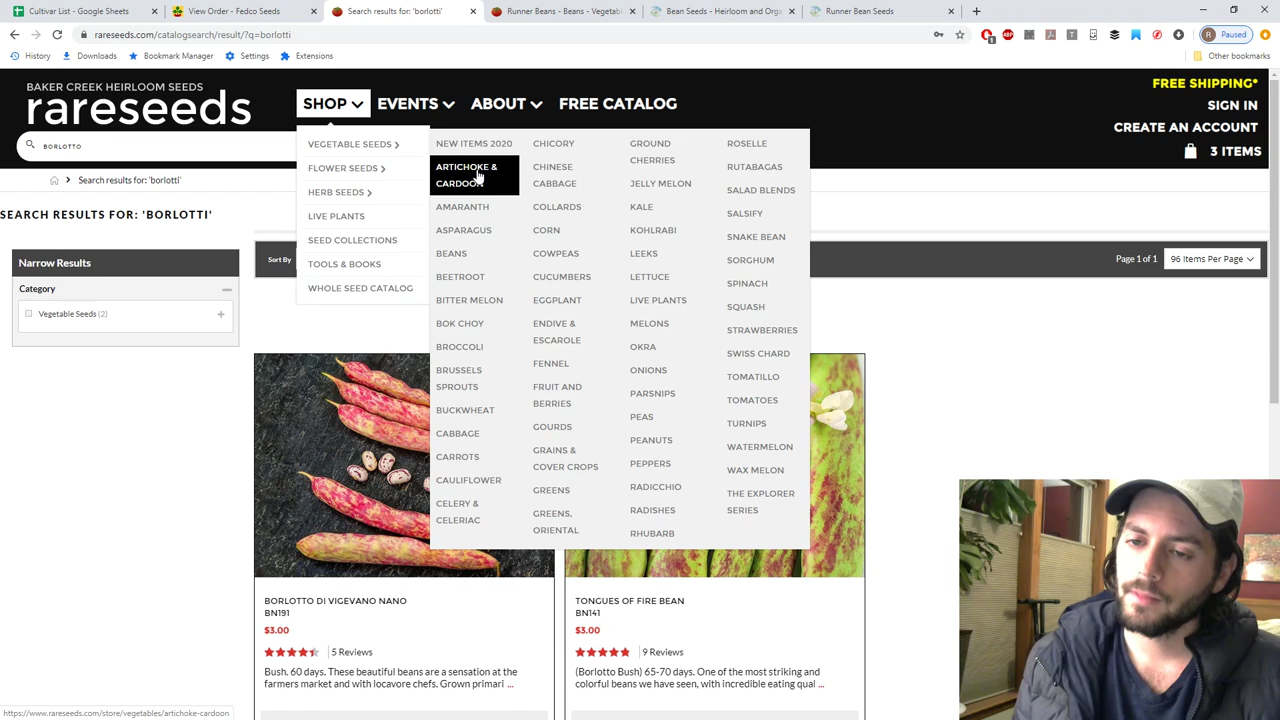 Cultivar List - Google Sheets
View Order - Fedco Seeds
Search results for: 'borlotti'
Runner Beans - Beans - Vegetabl
Bean Seeds - Heirloom and Orga
Runner Bean Seeds
rareseeds.com/catalogsearch/result/?q=borlotti
Paused
History
Downloads
Bookmark Manager
Settings
Extensions
Other bookmarks
BAKER CREEK HEIRLOOM SEEDS
rareseeds
SHOP
EVENTS
ABOUT
FREE CATALOG
FREE SHIPPING*
SIGN IN
CREATE AN ACCOUNT
3 ITEMS
BORLOTTO
Search results for: 'borlotti'
SEARCH RESULTS FOR: 'BORLOTTI'
Narrow Results
Category
Vegetable Seeds (2)
VEGETABLE SEEDS
FLOWER SEEDS
HERB SEEDS
LIVE PLANTS
SEED COLLECTIONS
TOOLS & BOOKS
WHOLE SEED CATALOG
NEW ITEMS 2020
ARTICHOKE &
CARDOON
AMARANTH
ASPARAGUS
BEANS
BEETROOT
BITTER MELON
BOK CHOY
BROCCOLI
BRUSSELS
SPROUTS
BUCKWHEAT
CABBAGE
CARROTS
CAULIFLOWER
CELERY &
CELERIAC
CHICORY
CHINESE
CABBAGE
COLLARDS
CORN
COWPEAS
CUCUMBERS
EGGPLANT
ENDIVE &
ESCAROLE
FENNEL
FRUIT AND
BERRIES
GOURDS
GRAINS &
COVER CROPS
GREENS
GREENS,
ORIENTAL
GROUND
CHERRIES
JELLY MELON
KALE
KOHLRABI
LEEKS
LETTUCE
LIVE PLANTS
MELONS
OKRA
ONIONS
PARSNIPS
PEAS
PEANUTS
PEPPERS
RADICCHIO
RADISHES
RHUBARB
ROSELLE
RUTABAGAS
SALAD BLENDS
SALSIFY
SNAKE BEAN
SORGHUM
SPINACH
SQUASH
STRAWBERRIES
SWISS CHARD
TOMATILLO
TOMATOES
TURNIPS
WATERMELON
WAX MELON
THE EXPLORER
SERIES
Sort By
Page 1 of 1
96 Items Per Page
BORLOTTO DI VIGEVANO NANO
BN191
$3.00
5 Reviews
Bush. 60 days. These beautiful beans are a sensation at the
farmers market and with locavore chefs. Grown primari ...
TONGUES OF FIRE BEAN
BN141
$3.00
9 Reviews
(Borlotto Bush) 65-70 days. One of the most striking and
colorful beans we have seen, with incredible eating qual ...
https://www.rareseeds.com/store/vegetables/artichoke-cardoon